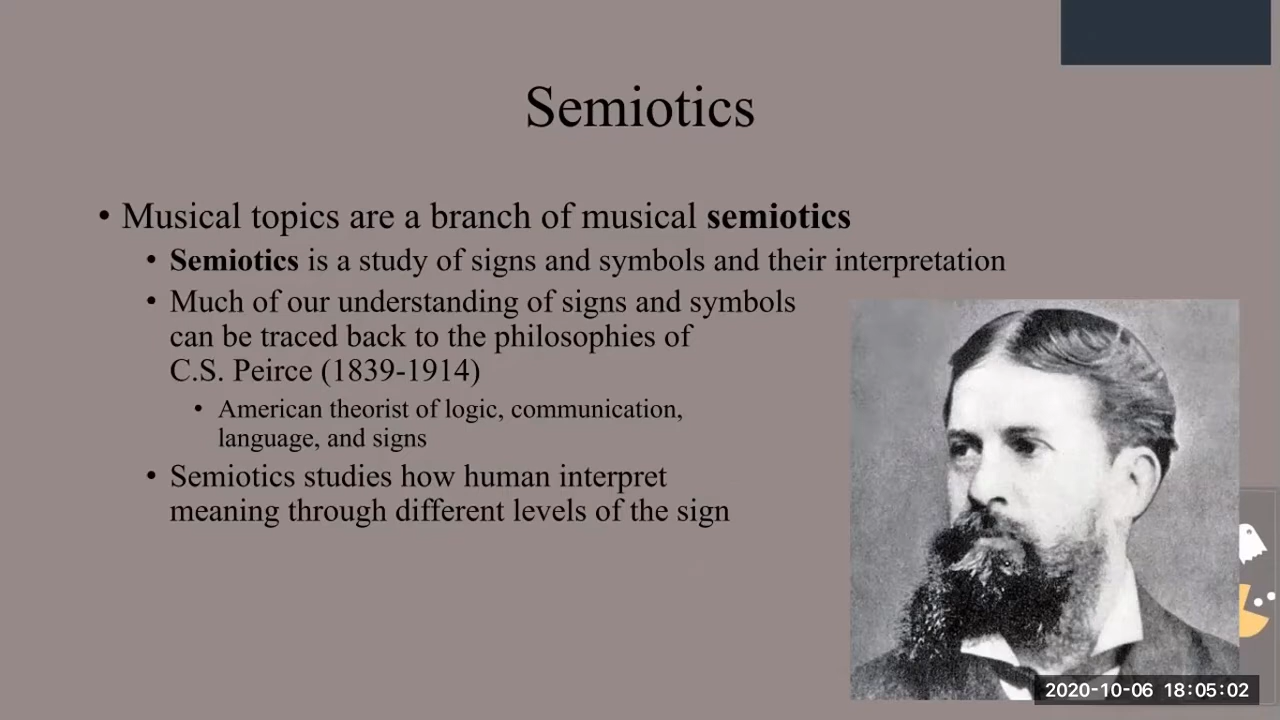 Semiotics
• Musical topics are a branch of musical semiotics
• Semiotics is a study of signs and symbols and their interpretation
• Much of our understanding of signs and symbols
can be traced back to the philosophies of
C.S. Peirce (1839-1914)
• American theorist of logic, communication,
language, and signs
• Semiotics studies how human interpret
meaning through different levels of the sign
2020-10-06 18:05:02